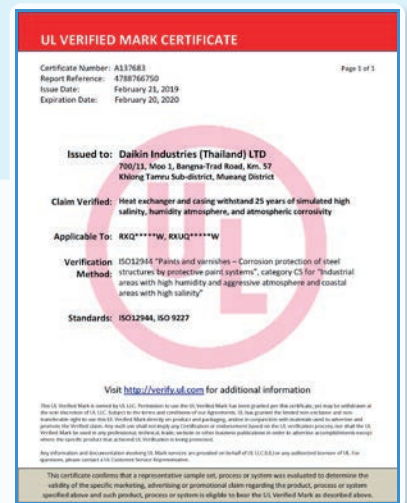 UL VERIFIED MARK CERTIFICATE
Certificate Number: A137683
Page 1 of 1
Report Reference: 4788766750
Issue Date: February 21, 2019
Expiration Date: February 20, 2020
Issued to: Daikin Industries (Thailand) LTD
700/11, Moo 1, Bangna-Trad Road, Km. 57
Khlong Tamru Sub-district, Mueang District
Claim Verified: Heat exchanger and casing withstand 25 years of simulated high
salinity, humidity atmosphere, and atmospheric corrosivity
Applicable To: RXQ*****W, RXUQ*****W
Verification Method: ISO12944 "Paints and varnishes – Corrosion protection of steel
structures by protective paint systems", category C5 for "Industrial
areas with high humidity and aggressive atmosphere and coastal
areas with high salinity"
Standards: ISO12944, ISO 9227
UL
Visit http://verify.ul.com for additional information
This certificate confirms that a representative sample set, process or system was evaluated to determine the
validity of the specific marketing, advertising or promotional claim regarding the product, process or system
specified above and such product, process or system is eligible to bear the UL Verified Mark as described above.